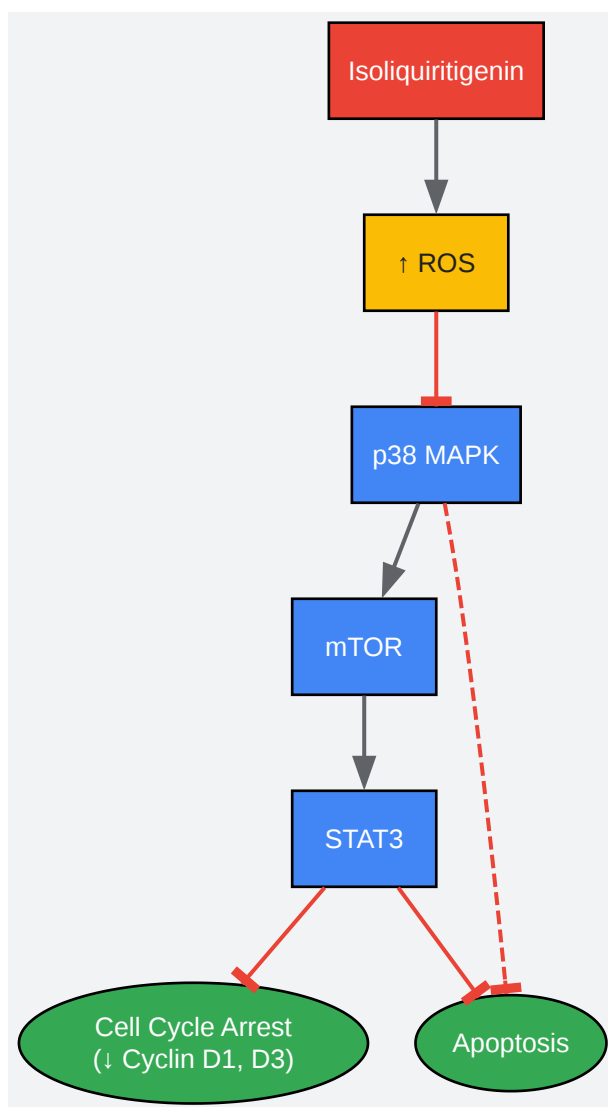 Isoliquiritigenin
↑ ROS
p38 MAPK
mTOR
STAT3
Cell Cycle Arrest
(↓ Cyclin D1, D3)
Apoptosis